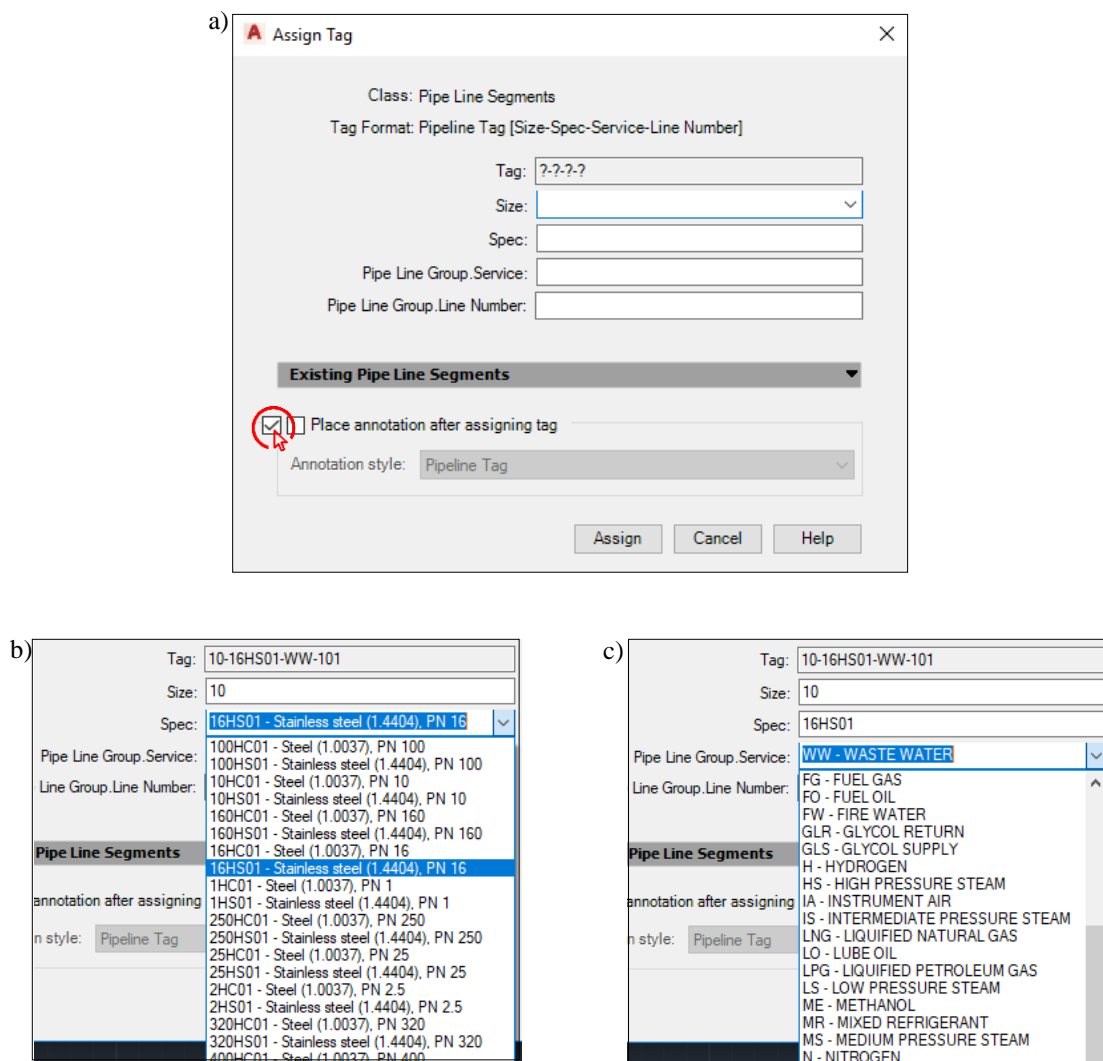 a)
Assign Tag
Class: Pipe Line Segments
Tag Format: Pipeline Tag [Size-Spec-Service-Line Number]
Tag: ?-?-?-?
Size:
Spec:
Pipe Line Group.Service:
Pipe Line Group.Line Number:
Existing Pipe Line Segments
Place annotation after assigning tag
Annotation style: Pipeline Tag
Assign Cancel Help
b)
Tag: 10-16HS01-WW-101
Size: 10
Spec: 16HS01 - Stainless steel (1.4404), PN 16
Pipe Line Group.Service:
Line Group.Line Number:
Pipe Line Segments
annotation after assigning
n style: Pipeline Tag
100HC01 - Steel (1.0037), PN 100
100HS01 - Stainless steel (1.4404), PN 100
10HC01 - Steel (1.0037), PN 10
10HS01 - Stainless steel (1.4404), PN 10
160HC01 - Steel (1.0037), PN 160
160HS01 - Stainless steel (1.4404), PN 160
16HC01 - Steel (1.0037), PN 16
16HS01 - Stainless steel (1.4404), PN 16
1HC01 - Steel (1.0037), PN 1
1HS01 - Stainless steel (1.4404), PN 1
250HC01 - Steel (1.0037), PN 250
250HS01 - Stainless steel (1.4404), PN 250
25HC01 - Steel (1.0037), PN 25
25HS01 - Stainless steel (1.4404), PN 25
2HC01 - Steel (1.0037), PN 2.5
2HS01 - Stainless steel (1.4404), PN 2.5
320HC01 - Steel (1.0037), PN 320
320HS01 - Stainless steel (1.4404), PN 320
400HC01 - Steel (1.0037), PN 400
c)
Tag: 10-16HS01-WW-101
Size: 10
Spec: 16HS01
Pipe Line Group.Service: WW - WASTE WATER
Line Group.Line Number:
Pipe Line Segments
annotation after assigning
n style: Pipeline Tag
FG - FUEL GAS
FO - FUEL OIL
FW - FIRE WATER
GLR - GLYCOL RETURN
GLS - GLYCOL SUPPLY
H - HYDROGEN
HS - HIGH PRESSURE STEAM
IA - INSTRUMENT AIR
IS - INTERMEDIATE PRESSURE STEAM
LNG - LIQUIFIED NATURAL GAS
LO - LUBE OIL
LPG - LIQUIFIED PETROLEUM GAS
LS - LOW PRESSURE STEAM
ME - METHANOL
MR - MIXED REFRIGERANT
MS - MEDIUM PRESSURE STEAM
N - NITROGEN